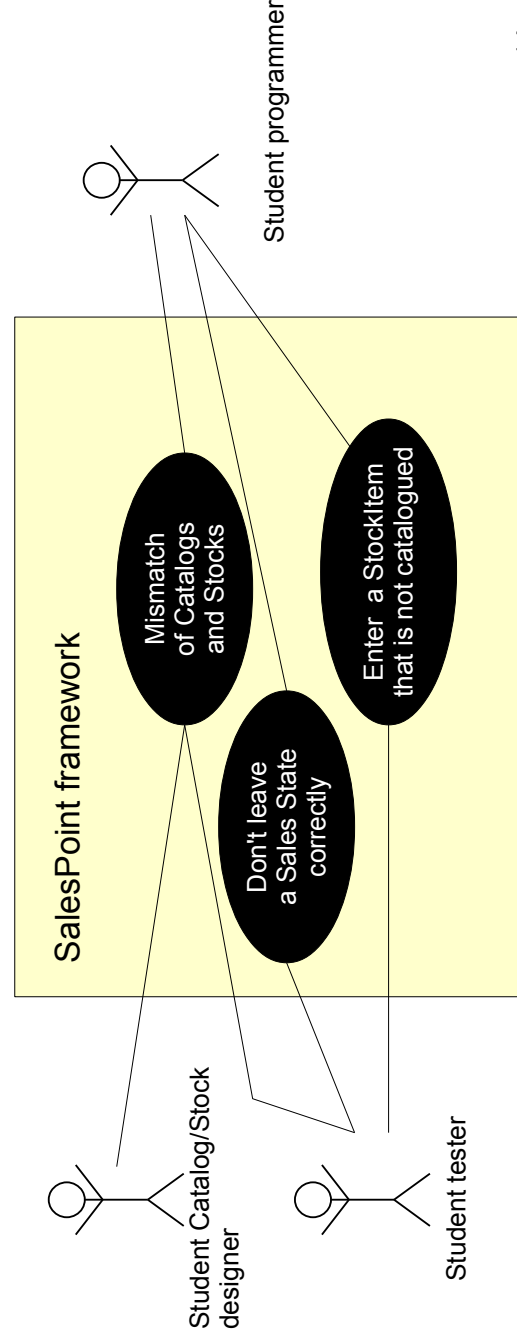 SalesPoint framework
Student Catalog/Stock
designer
Mismatch
of Catalogs
and Stocks
Student programmer
Don't leave
a Sales State
correctly
Student tester
Enter a StockItem
that is not catalogued